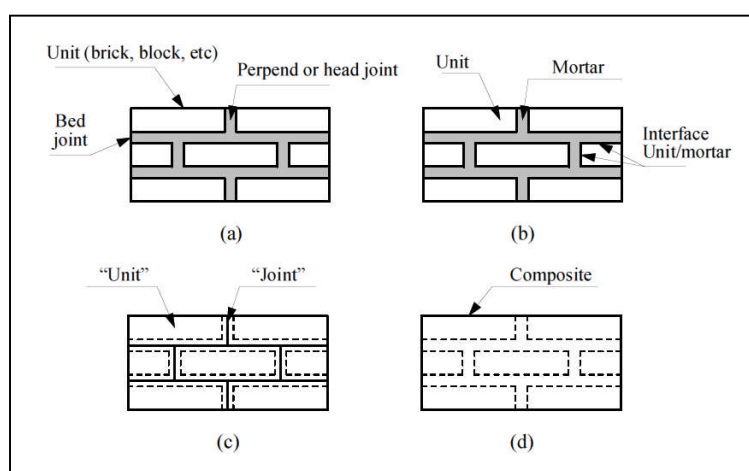 Unit (brick, block, etc)
Perpend or head joint
Bed
joint
(a)
Unit
Mortar
Interface
Unit/mortar
(b)
“Unit”
“Joint”
(c)
Composite
(d)